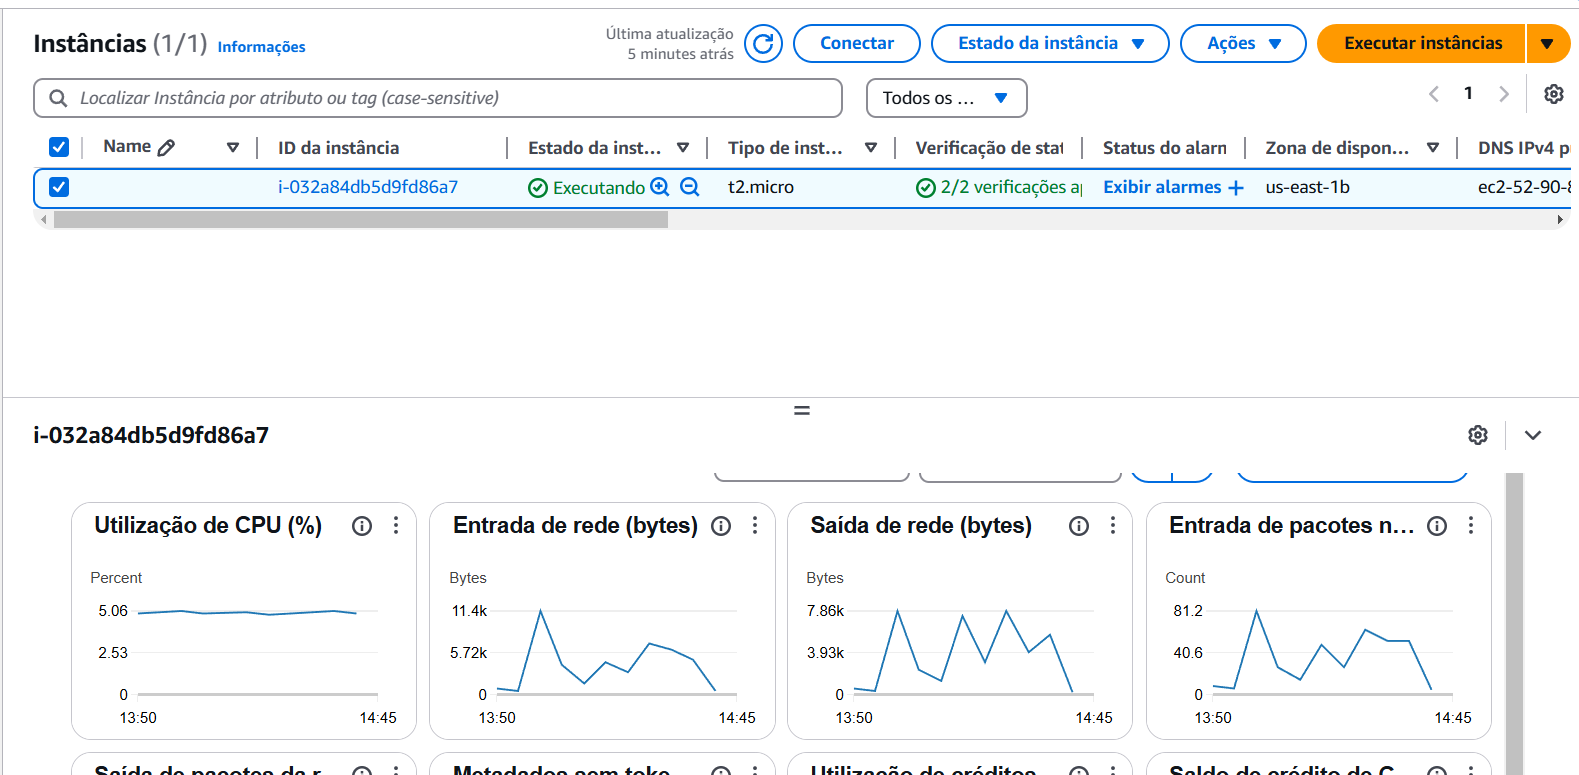 Instâncias (1/1) Informações
Última atualização
5 minutes atrás
Conectar
Estado da instância
Ações
Executar instâncias
Localizar Instância por atributo ou tag (case-sensitive)
Todos os ...
1
Name ID da instância Estado da inst... Tipo de inst... Verificação de stat Status do alarn Zona de dispon... DNS IPv4 p
i-032a84db5d9fd86a7 Executando t2.micro 2/2 verificações a Exibir alarmes + us-east-1b ec2-52-90-8
i-032a84db5d9fd86a7
Utilização de CPU (%)
Percent
5.06
2.53
0
13:50 14:45
Entrada de rede (bytes)
Bytes
11.4k
5.72k
0
13:50 14:45
Saída de rede (bytes)
Bytes
7.86k
3.93k
0
13:50 14:45
Entrada de pacotes n...
Count
81.2
40.6
0
13:50 14:45
Saída de pacotes da r...
Metadados sem toke...
Utilização de créditos...
Saldo de crédito de C...